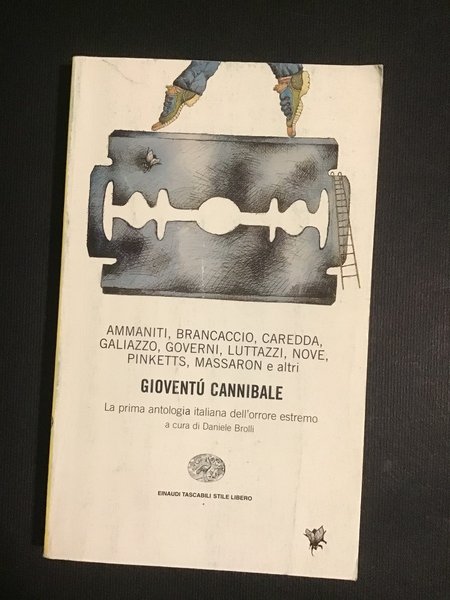 AMMANITI, BRANCACCIO, CAREDDA,
GALIAZZO, GOVERNI, LUTTAZZI, NOVE,
PINKETTS, MASSARON e altri
GIOVENTÚ CANNIBALE
La prima antologia italiana dell'orrore estremo
a cura di Daniele Brolli
EINAUDI TASCABILI STILE LIBERO